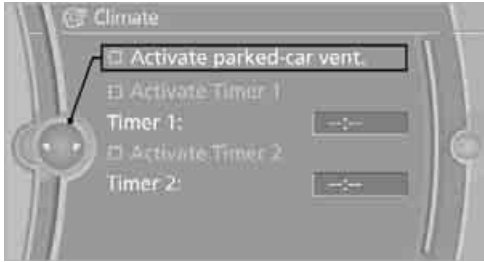 Climate
Activate parked-car vent.
Activate Timer 1
Timer 1: --:--
Activate Timer 2
Timer 2: --:--